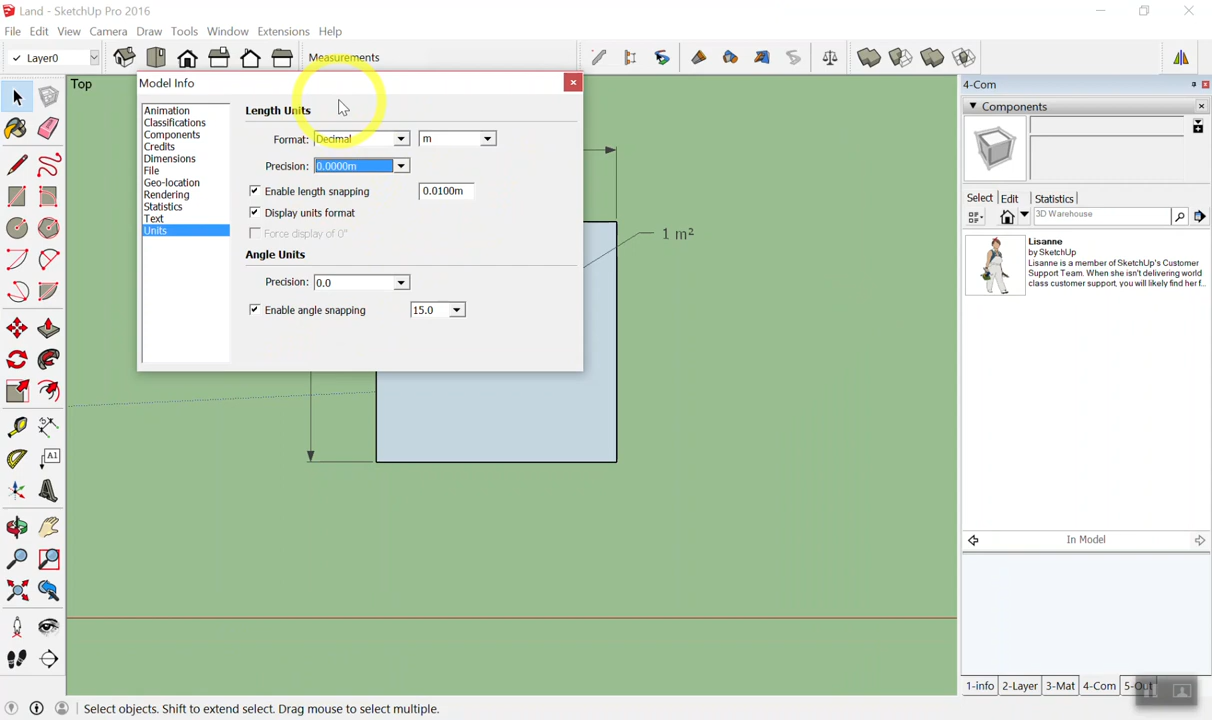 Land - SketchUp Pro 2016
File Edit View Camera Draw Tools Window Extensions Help
Layer0
Measurements
Top
Model Info
Animation
Classifications
Components
Credits
Dimensions
File
Geo-location
Rendering
Statistics
Text
Units
Length Units
Format: Decimal m
Precision: 0.0000m
Enable length snapping 0.0100m
Display units format
Force display of 0"
Angle Units
Precision: 0.0
Enable angle snapping 15.0
1 m²
A1
4-Com
Components
Select Edit Statistics
3D Warehouse
Lisanne
by SketchUp
Lisanne is a member of SketchUp's Customer
Support Team. When she isn't delivering world
class customer support, you will likely find her f...
In Model
1-info 2-Layer 3-Mat 4-Com 5-Out
Select objects. Shift to extend select. Drag mouse to select multiple.